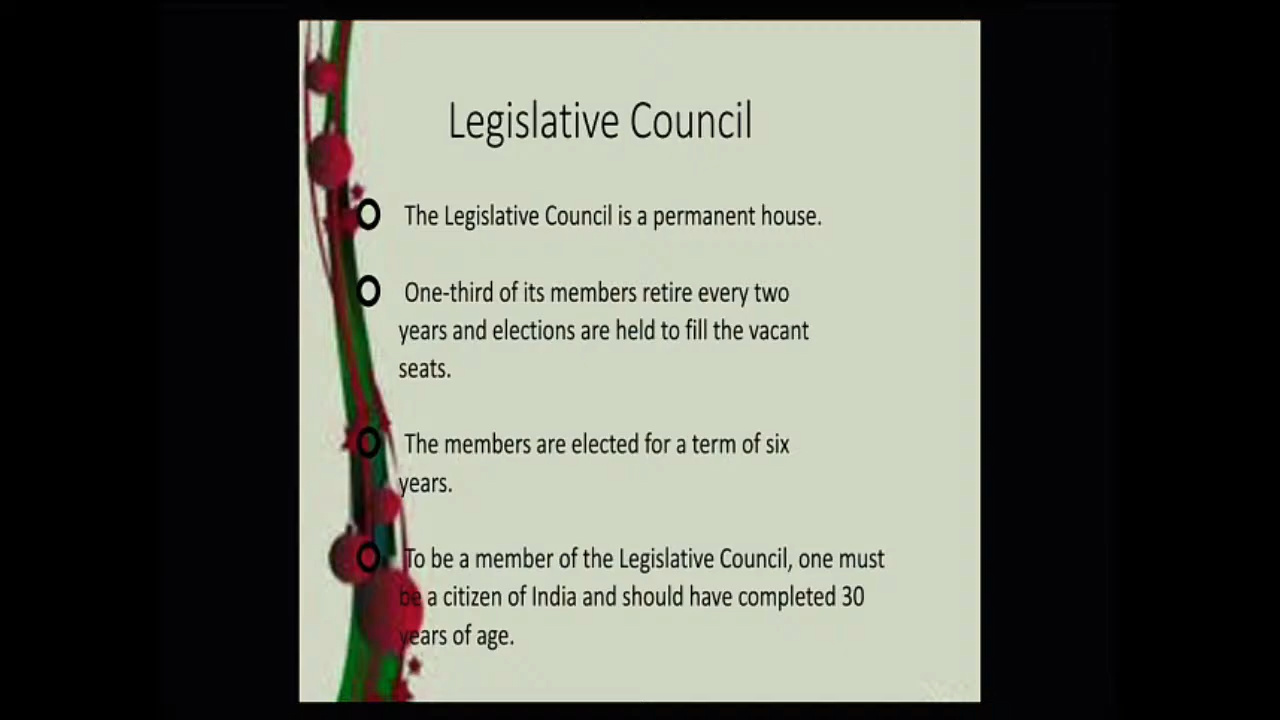 Legislative Council
The Legislative Council is a permanent house.
One-third of its members retire every two
years and elections are held to fill the vacant
seats.
The members are elected for a term of six
years.
To be a member of the Legislative Council, one must
be a citizen of India and should have completed 30
years of age.